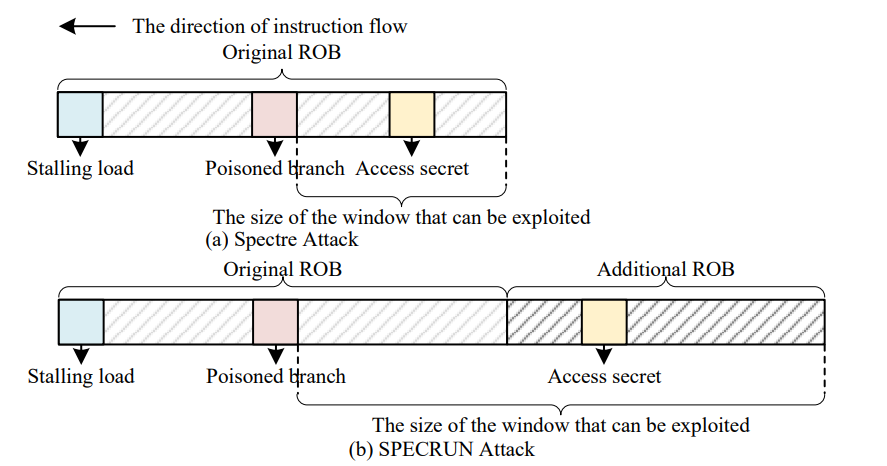 The direction of instruction flow
Original ROB
Stalling load
Poisoned branch
Access secret
The size of the window that can be exploited
(a) Spectre Attack
Original ROB
Additional ROB
Stalling load
Poisoned branch
Access secret
The size of the window that can be exploited
(b) SPECRUN Attack